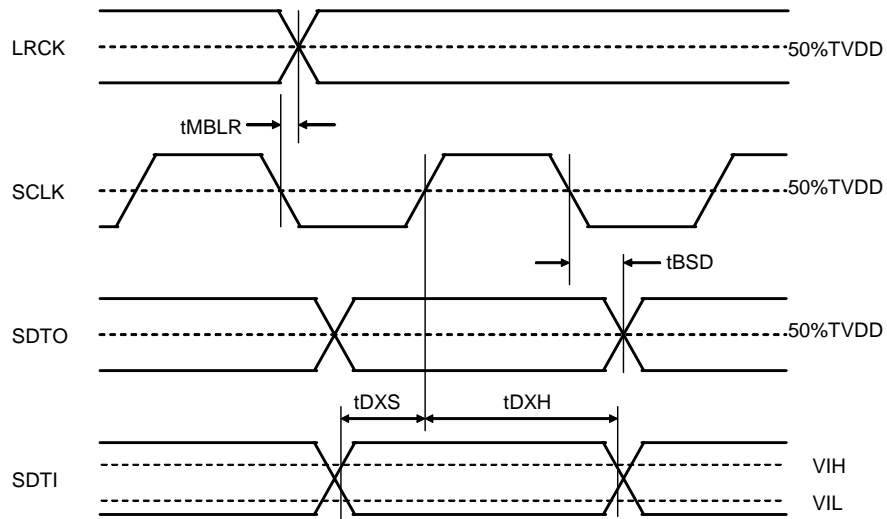 LRCK
50%TVDD
tMBLR
SCLK
50%TVDD
tBSD
SDTO
50%TVDD
tDXS
tDXH
SDTI
VIH
VIL